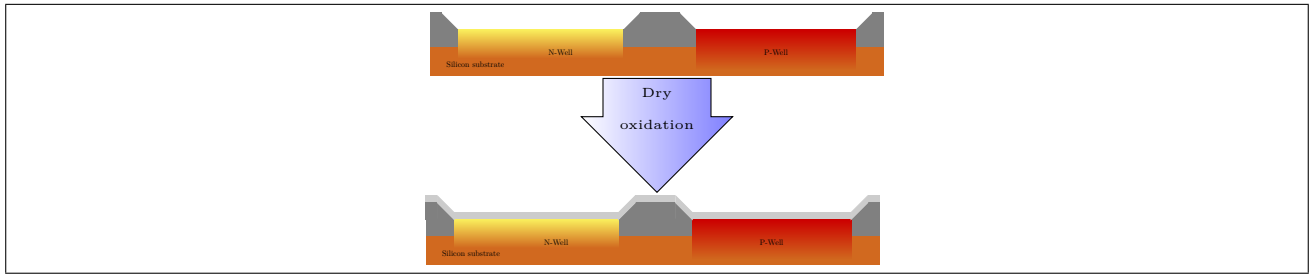 N-Well
P-Well
Silicon substrate
Dry
oxidation
N-Well
P-Well
Silicon substrate